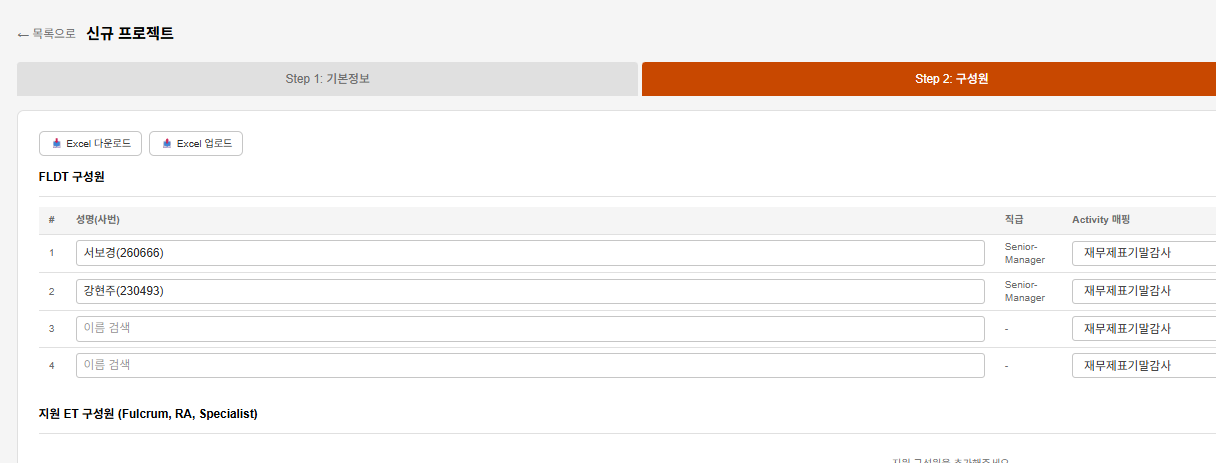 ← 목록으로 신규 프로젝트
Step 1: 기본정보 Step 2: 구성원
Excel 다운로드 Excel 업로드
FLDT 구성원
# 성명(사번) 직급 Activity 매핑
1 서보경(260666) Senior-Manager 재무제표기말감사
2 강현주(230493) Senior-Manager 재무제표기말감사
3 이름 검색 - 재무제표기말감사
4 이름 검색 - 재무제표기말감사
지원 ET 구성원 (Fulcrum, RA, Specialist)